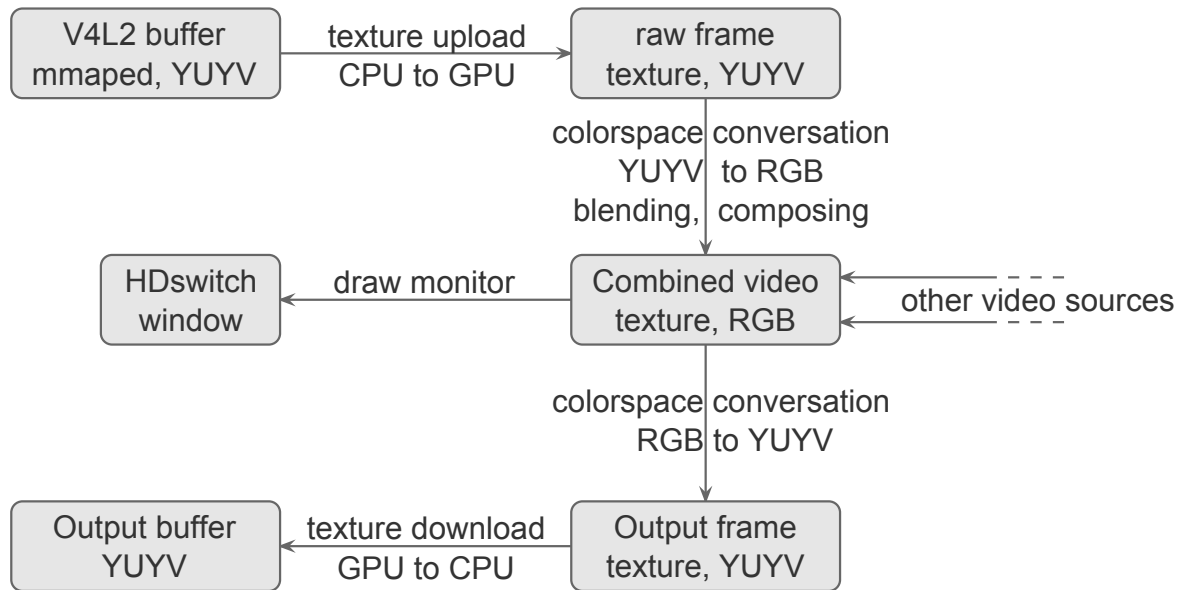 V4L2 buffer
mmaped, YUYV
texture upload
CPU to GPU
raw frame
texture, YUYV
colorspace conversation
YUYV to RGB
blending, composing
HDswitch
window
draw monitor
Combined video
texture, RGB
other video sources
colorspace conversation
RGB to YUYV
Output buffer
YUYV
texture download
GPU to CPU
Output frame
texture, YUYV